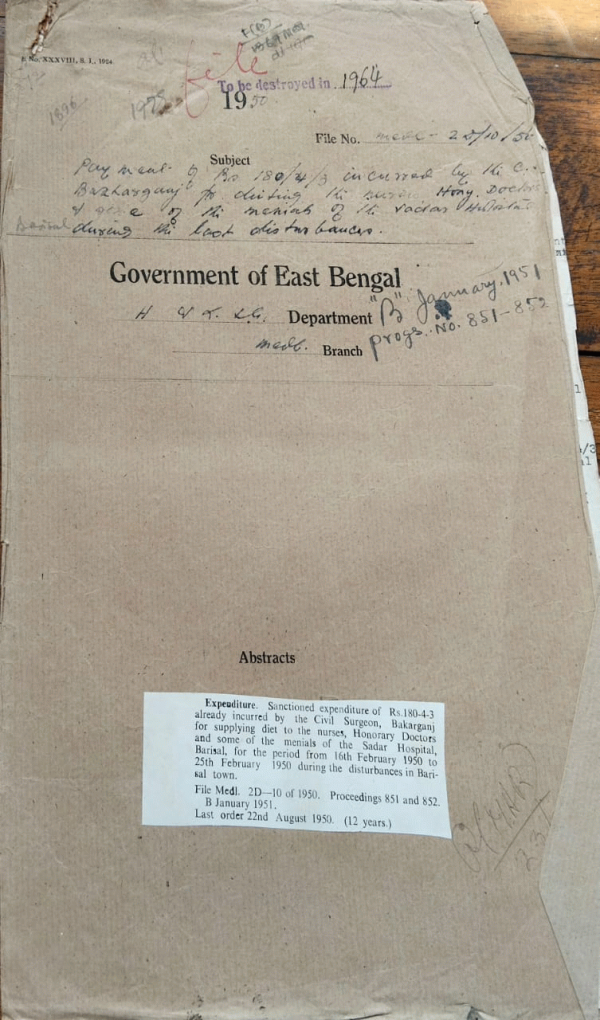 B. No. XXXVIII, S. I., 1954.
file
To be destroyed in 1964
1950
File No. Medl - 2D/10/50
Subject
Payment of Rs 180/4/3 incurred by the C.S.
Bakharganj for dieting the nurses Hony. Doctors
& some of the menials of the Sadar Hospital
Barisal during the last disturbances.
Government of East Bengal
H & L. S.G. Department
Medl. Branch
"B" January, 1951
Progs. No. 851-852
Abstracts
Expenditure. Sanctioned expenditure of Rs.180-4-3
already incurred by the Civil Surgeon, Bakarganj
for supplying diet to the nurses, Honorary Doctors
and some of the menials of the Sadar Hospital,
Barisal, for the period from 16th February 1950 to
25th February 1950 during the disturbances in Bari-
sal town.
File Medl. 2D—10 of 1950. Proceedings 851 and 852.
B January 1951.
Last order 22nd August 1950. (12 years.)